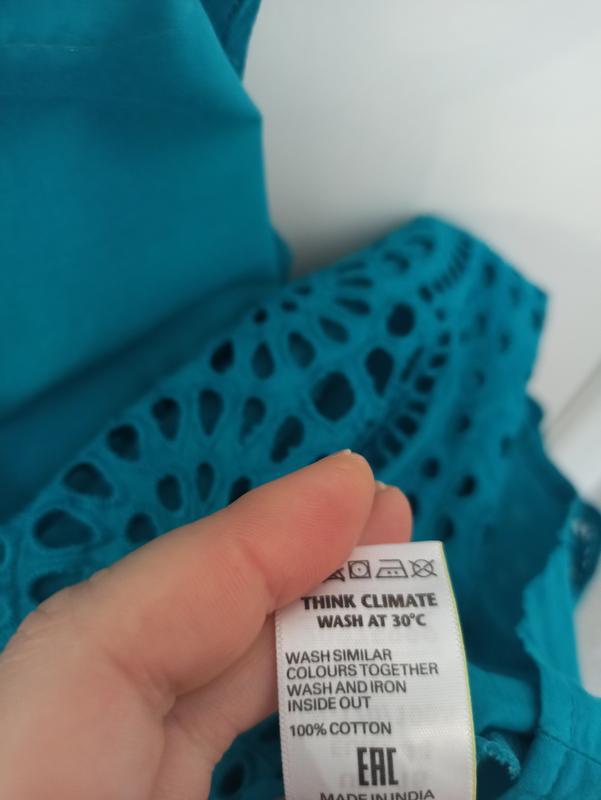 THINK CLIMATE
WASH AT 30°C
WASH SIMILAR
COLOURS TOGETHER
WASH AND IRON
INSIDE OUT
100% COTTON
EAC
MADE IN INDIA